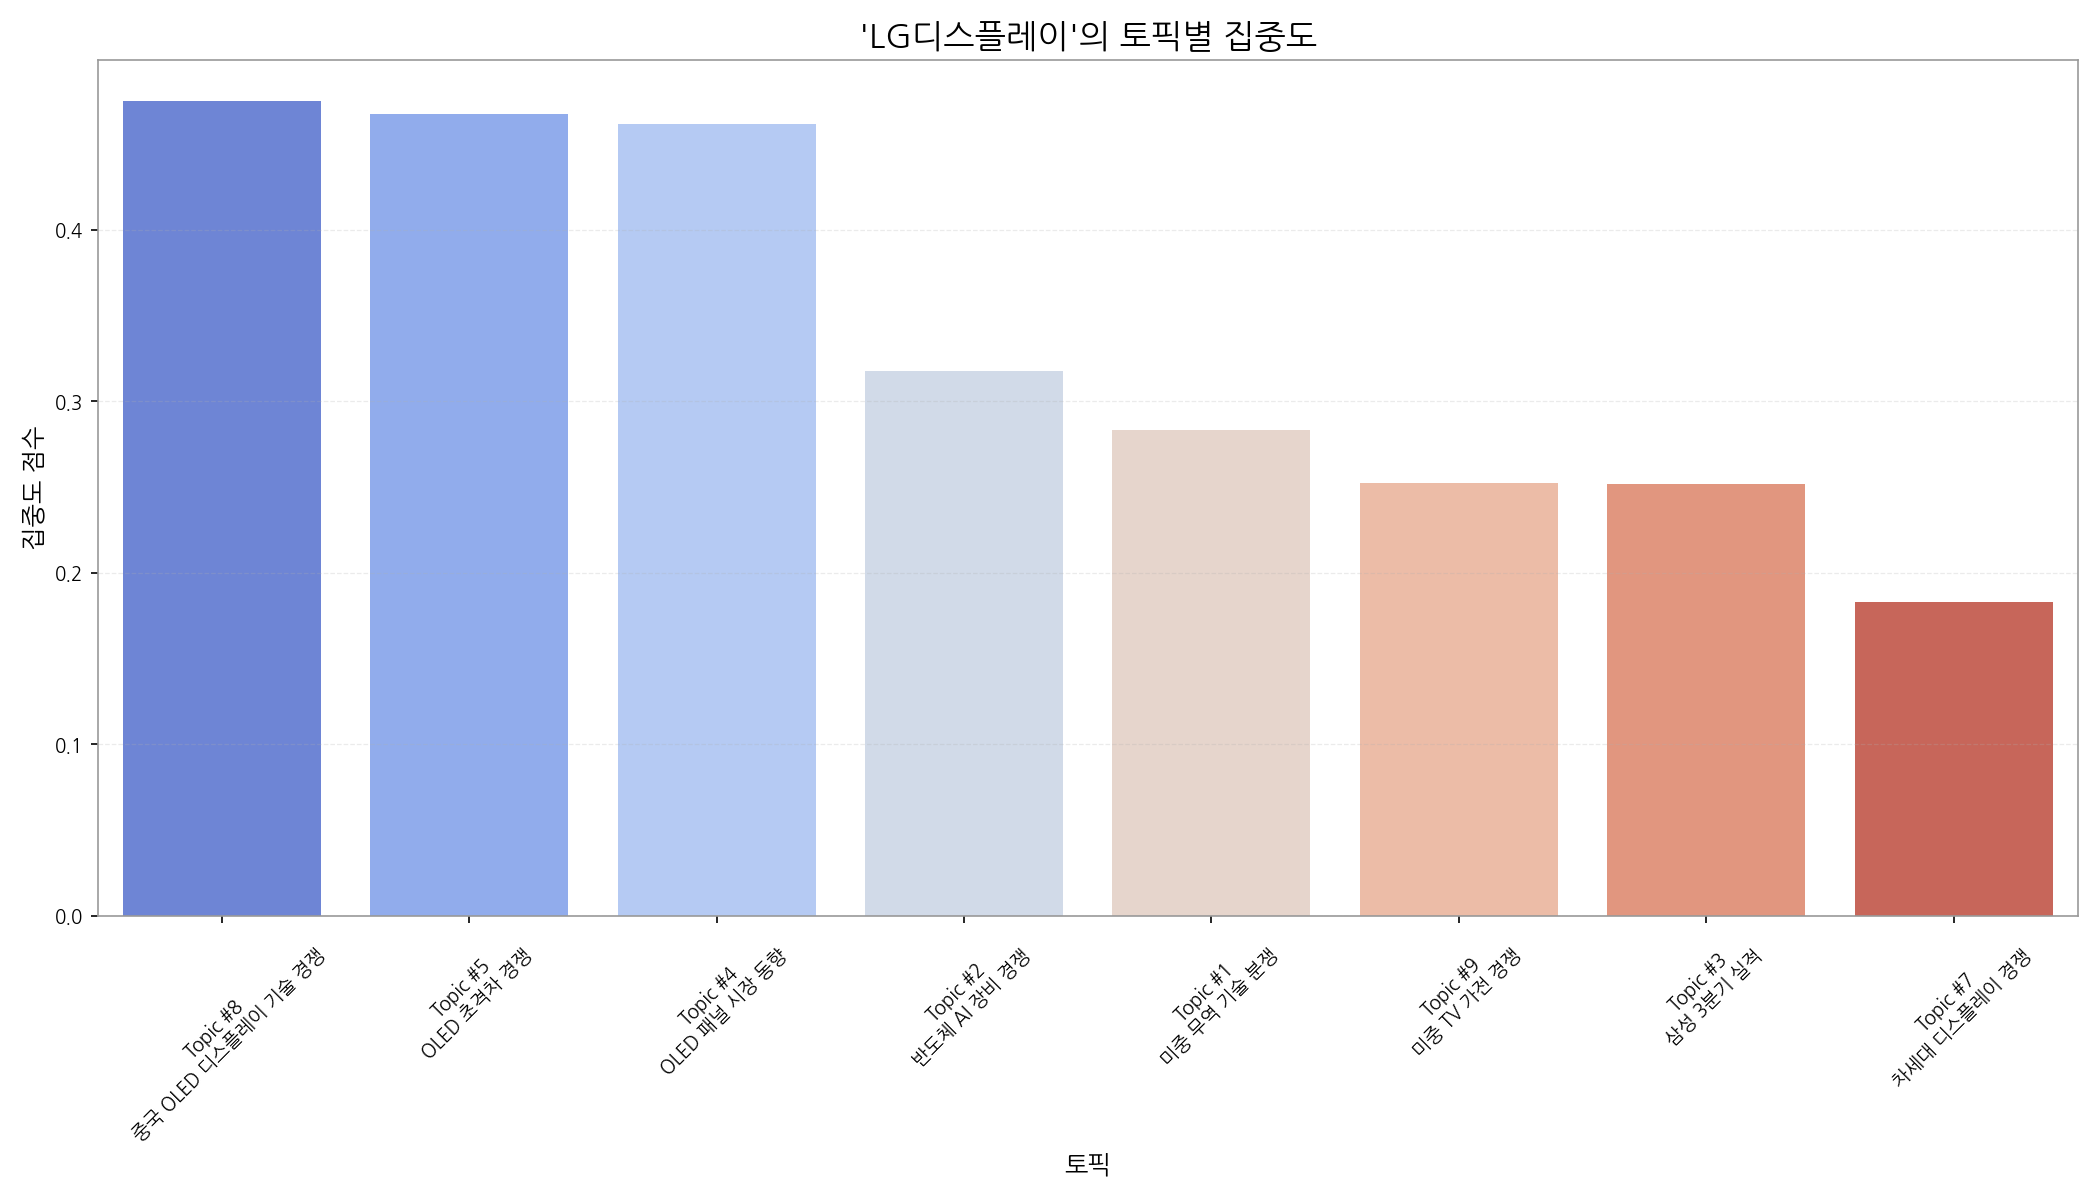 'LG디스플레이'의 토픽별 집중도
집중도 점수
0.4
0.3
0.2
0.1
0.0
Topic #8
중국 OLED 디스플레이 기술 경쟁
Topic #5
OLED 초격차 경쟁
Topic #4
OLED 패널 시장 동향
Topic #2
반도체 AI 장비 경쟁
Topic #1
미중 무역 기술 분쟁
Topic #9
미중 TV 가전 경쟁
Topic #3
삼성 3분기 실적
Topic #7
차세대 디스플레이 경쟁
토픽